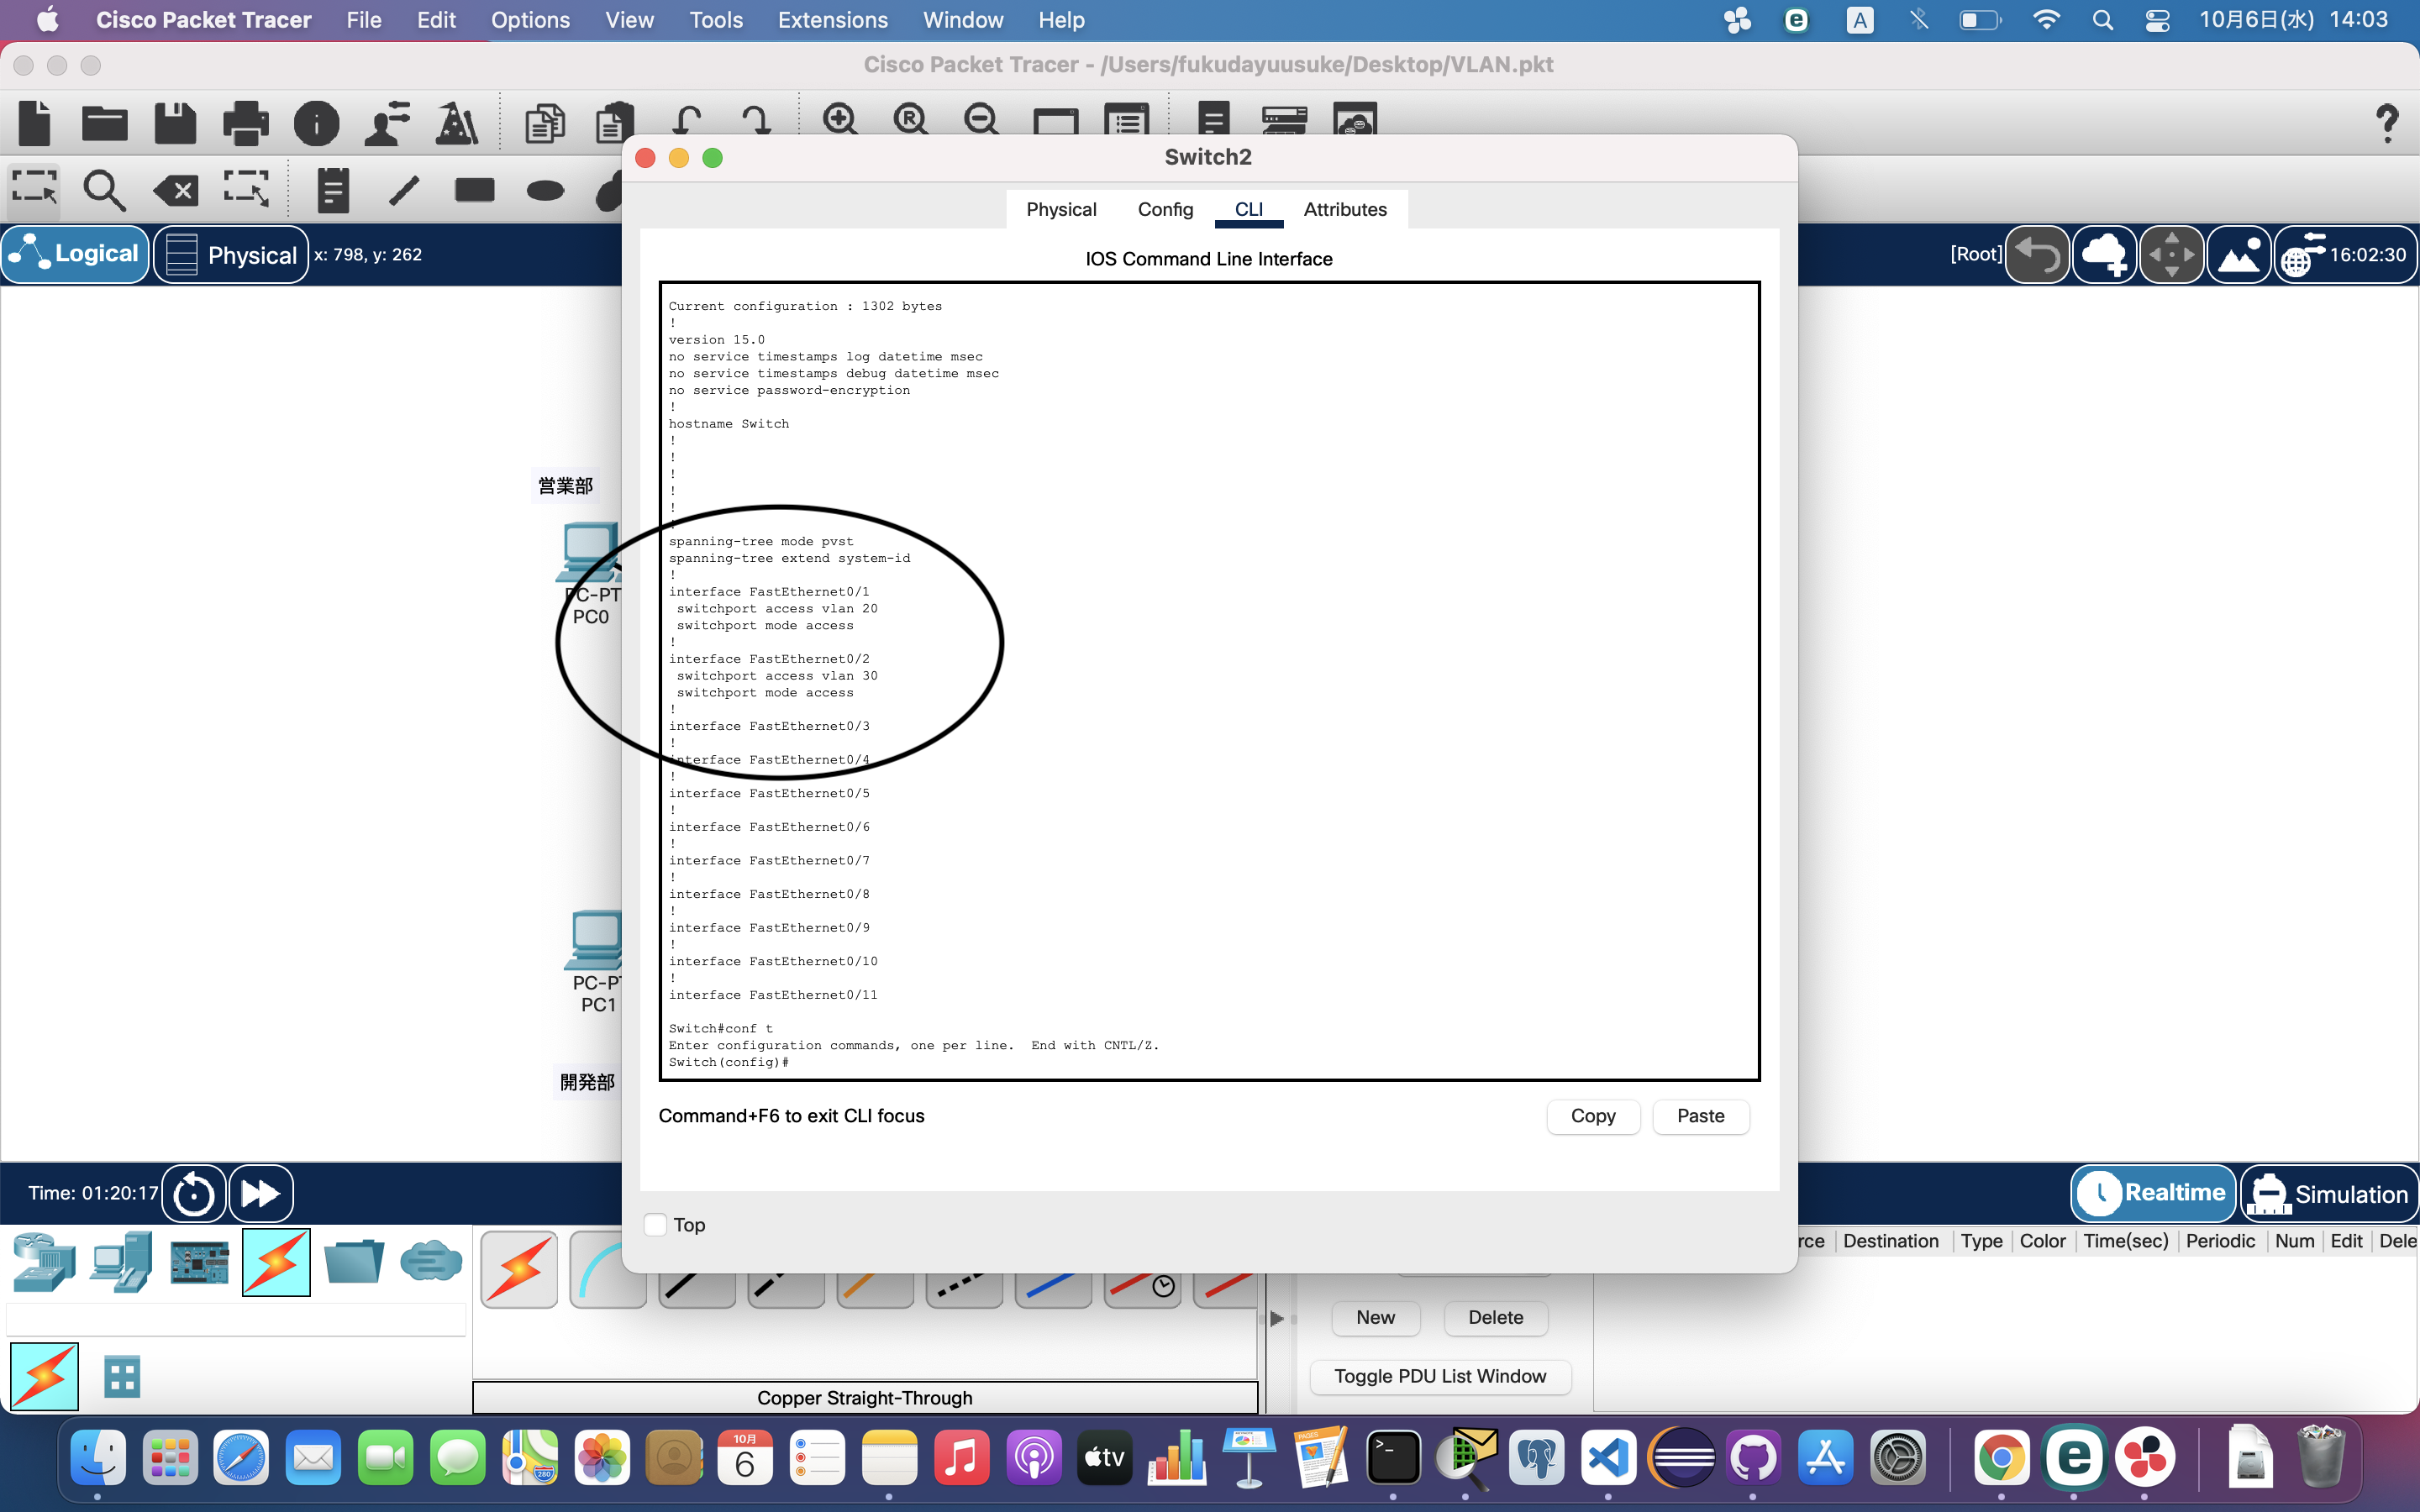 Cisco Packet Tracer File Edit Options View Tools Extensions Window Help A 10月6日(水) 14:03
Cisco Packet Tracer - /Users/fukudayuusuke/Desktop/VLAN.pkt
Switch2
Physical Config CLI Attributes
Logical Physical x: 798, y: 262 [Root] 16:02:30
IOS Command Line Interface
Current configuration : 1302 bytes
!
version 15.0
no service timestamps log datetime msec
no service timestamps debug datetime msec
no service password-encryption
!
hostname Switch
!
!
!
!
!
!
spanning-tree mode pvst
spanning-tree extend system-id
!
interface FastEthernet0/1
switchport access vlan 20
switchport mode access
!
interface FastEthernet0/2
switchport access vlan 30
switchport mode access
!
interface FastEthernet0/3
!
interface FastEthernet0/4
!
interface FastEthernet0/5
!
interface FastEthernet0/6
!
interface FastEthernet0/7
!
interface FastEthernet0/8
!
interface FastEthernet0/9
!
interface FastEthernet0/10
!
interface FastEthernet0/11
Switch#conf t
Enter configuration commands, one per line. End with CNTL/Z.
Switch(config)#
営業部
PC-PT
PC0
PC-PT
PC1
開発部
Command+F6 to exit CLI focus Copy Paste
Top
Time: 01:20:17 Realtime Simulation
rce Destination Type Color Time(sec) Periodic Num Edit Dele
New Delete
Toggle PDU List Window
Copper Straight-Through
10月
6
280
tv